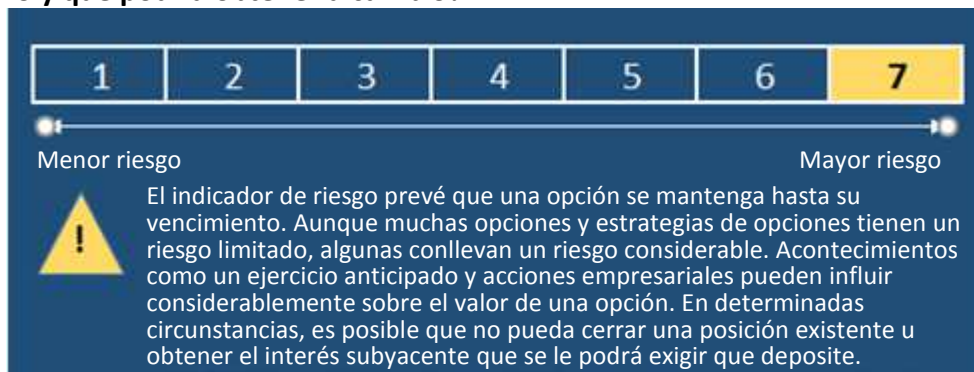 1 2 3 4 5 6 7
Menor riesgo Mayor riesgo
El indicador de riesgo prevé que una opción se mantenga hasta su
vencimiento. Aunque muchas opciones y estrategias de opciones tienen un
riesgo limitado, algunas conllevan un riesgo considerable. Acontecimientos
como un ejercicio anticipado y acciones empresariales pueden influir
considerablemente sobre el valor de una opción. En determinadas
circunstancias, es posible que no pueda cerrar una posición existente u
obtener el interés subyacente que se le podrá exigir que deposite.